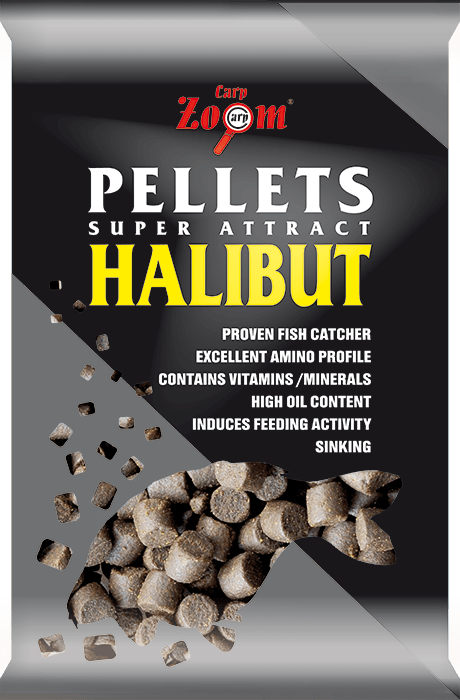 Carp
Zoom®
Carp
PELLETS
SUPER ATTRACT
HALIBUT
PROVEN FISH CATCHER
EXCELLENT AMINO PROFILE
CONTAINS VITAMINS /MINERALS
HIGH OIL CONTENT
INDUCES FEEDING ACTIVITY
SINKING